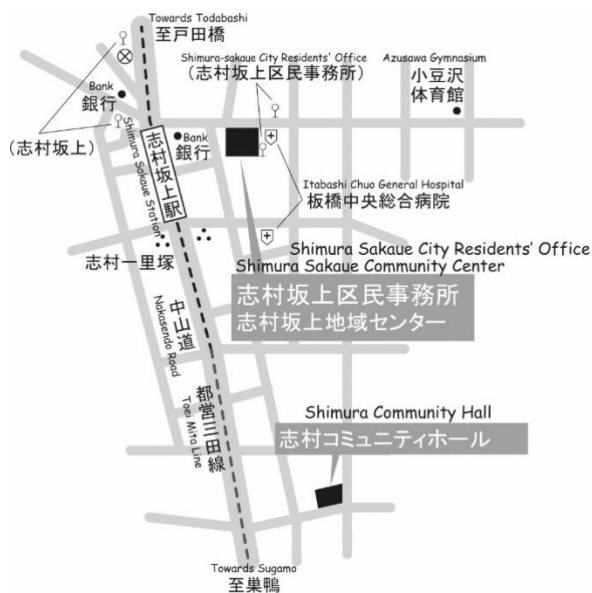 Towards Todabashi
至戸田橋
Shimura-sakaue City Residents' Office
(志村坂上区民事務所)
Azusawa Gymnasium
小豆沢
体育館
Bank
銀行
(志村坂上)
Shimura Sakaue Station
志村坂上駅
Bank
銀行
Itabashi Chuo General Hospital
板橋中央総合病院
志村一里塚
Shimura Sakaue City Residents' Office
Shimura Sakaue Community Center
志村坂上区民事務所
志村坂上地域センター
中山道
Nakasendo Road
都営三田線
Toei Mita Line
Shimura Community Hall
志村コミュニティホール
Towards Sugamo
至巣鴨